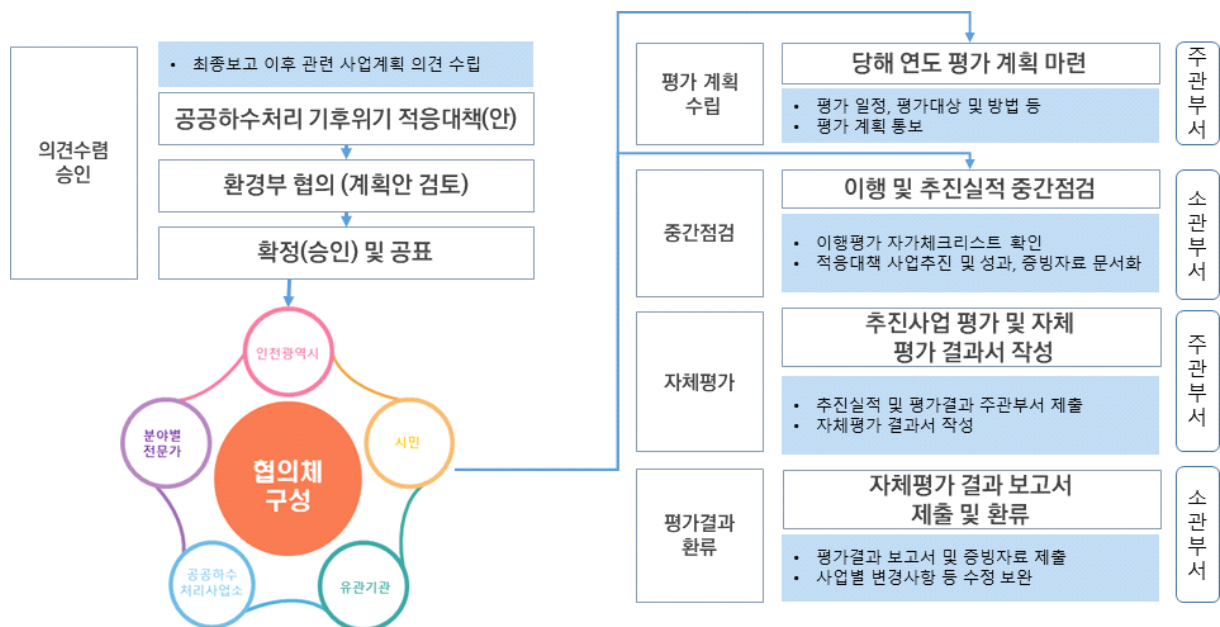 의견수렴
승인
• 최종보고 이후 관련 사업계획 의견 수립
공공하수처리 기후위기 적응대책(안)
환경부 협의 (계획안 검토)
확정(승인) 및 공표
인천광역시
분야별
전문가
시민
협의체
구성
공공하수
처리사업소
유관기관
평가 계획
수립
당해 연도 평가 계획 마련
• 평가 일정, 평가대상 및 방법 등
• 평가 계획 통보
주관부서
중간점검
이행 및 추진실적 중간점검
• 이행평가 자가체크리스트 확인
• 적응대책 사업추진 및 성과, 증빙자료 문서화
소관부서
자체평가
추진사업 평가 및 자체
평가 결과서 작성
• 추진실적 및 평가결과 주관부서 제출
• 자체평가 결과서 작성
주관부서
평가결과
환류
자체평가 결과 보고서
제출 및 환류
• 평가결과 보고서 및 증빙자료 제출
• 사업별 변경사항 등 수정 보완
소관부서